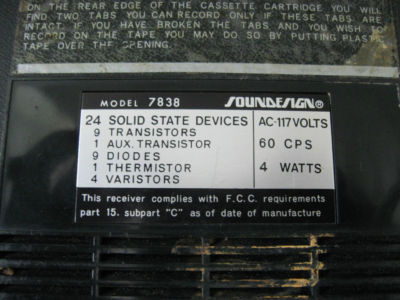 ON THE REAR EDGE OF THE CASSETTE CARTRIDGE YOU WILL
FIND TWO TABS YOU CAN RECORD ONLY IF THESE TABS ARE
INTACT. IF YOU HAVE BROKEN THE TABS AND YOU WISH TO
RECORD ON THE TAPE YOU MAY DO SO BY PUTTING PLASTIC
TAPE OVER THE OPENING.
MODEL 7838 SOUNDESIGN®
24 SOLID STATE DEVICES AC-117VOLTS
9 TRANSISTORS 60 CPS
1 AUX. TRANSISTOR
9 DIODES 4 WATTS
1 THERMISTOR
4 VARISTORS
This receiver complies with F.C.C. requirements
part 15. subpart "C" as of date of manufacture